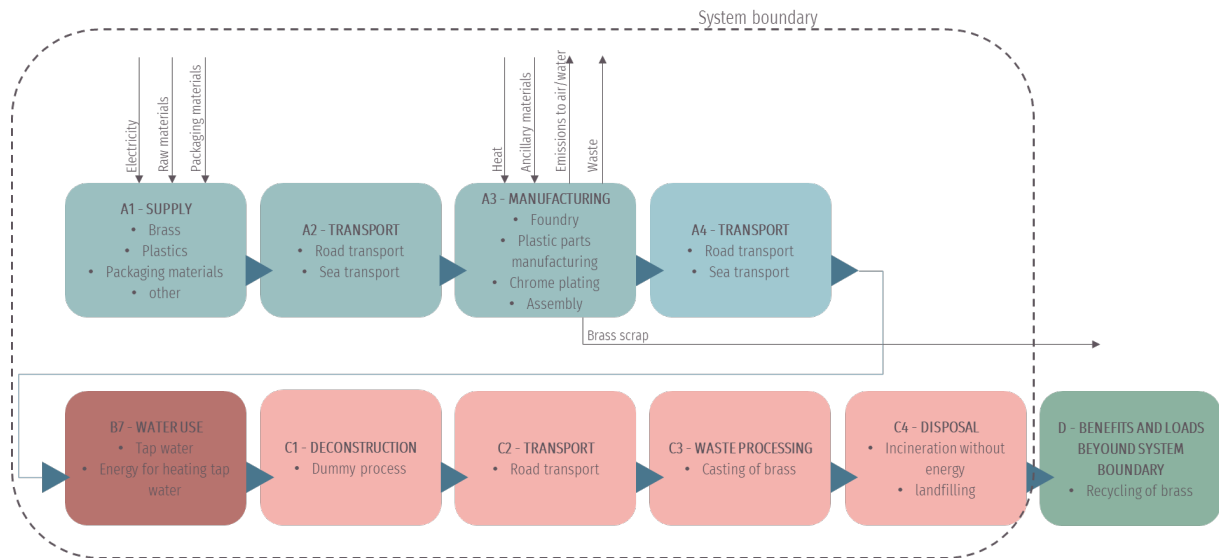 System boundary
Electricity
Raw materials
Packaging materials
Heat
Ancillary materials
Emissions to air/water
Waste
A1 - SUPPLY
• Brass
• Plastics
• Packaging materials
• other
A2 - TRANSPORT
• Road transport
• Sea transport
A3 - MANUFACTURING
• Foundry
• Plastic parts
manufacturing
• Chrome plating
• Assembly
A4 - TRANSPORT
• Road transport
• Sea transport
Brass scrap
B7 - WATER USE
• Tap water
• Energy for heating tap
water
C1 - DECONSTRUCTION
• Dummy process
C2 - TRANSPORT
• Road transport
C3 - WASTE PROCESSING
• Casting of brass
C4 - DISPOSAL
• Incineration without
energy
• landfilling
D - BENEFITS AND LOADS
BEYOUND SYSTEM
BOUNDARY
• Recycling of brass